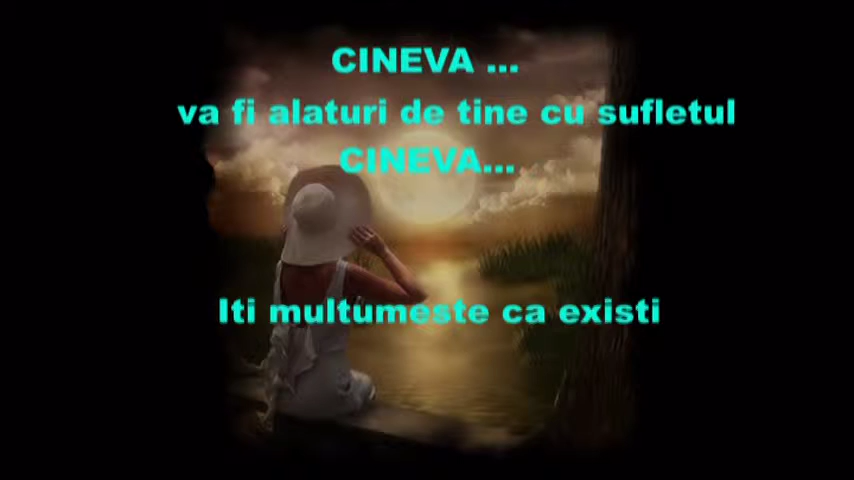 CINEVA ...
va fi alaturi de tine cu sufletul
CINEVA...
Iti multumeste ca existi